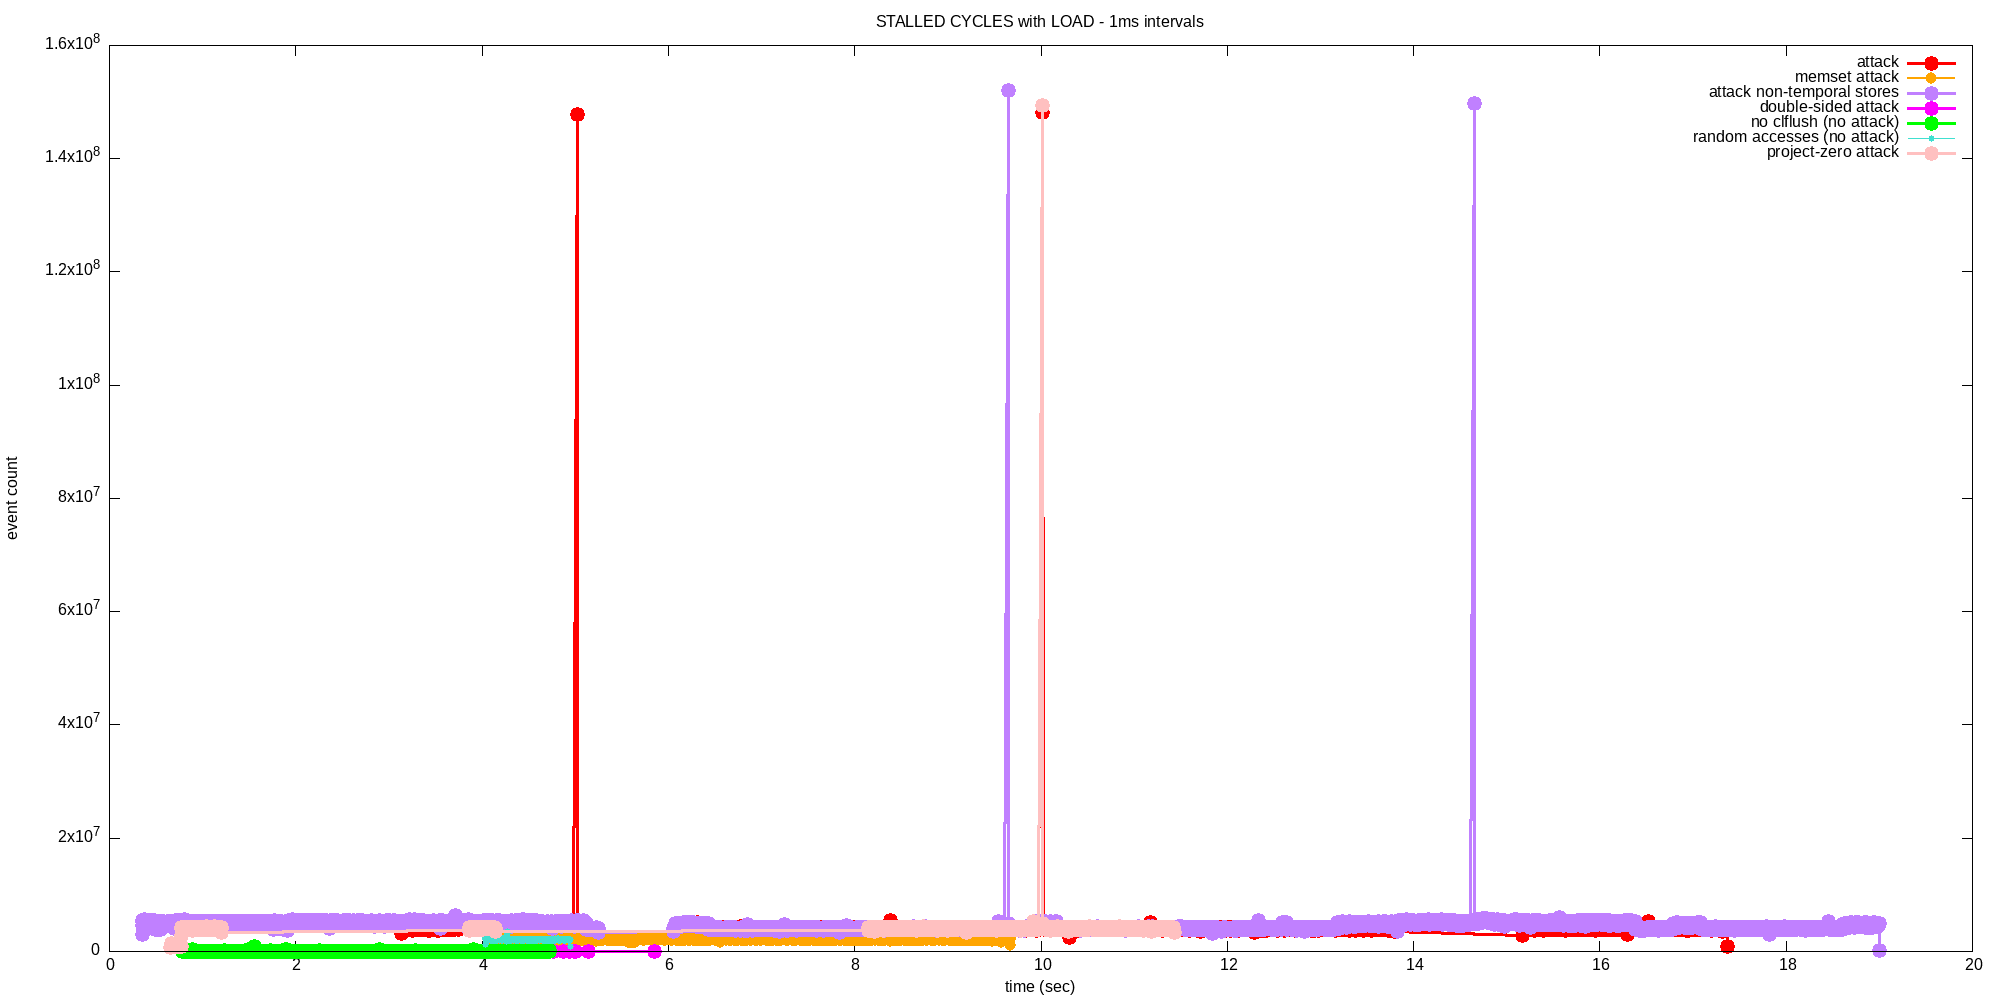 STALLED CYCLES with LOAD - 1ms intervals
1.6x10^8
1.4x10^8
1.2x10^8
1x10^8
8x10^7
6x10^7
4x10^7
2x10^7
0
event count
attack
memset attack
attack non-temporal stores
double-sided attack
no clflush (no attack)
random accesses (no attack)
project-zero attack
0 2 4 6 8 10 12 14 16 18 20
time (sec)